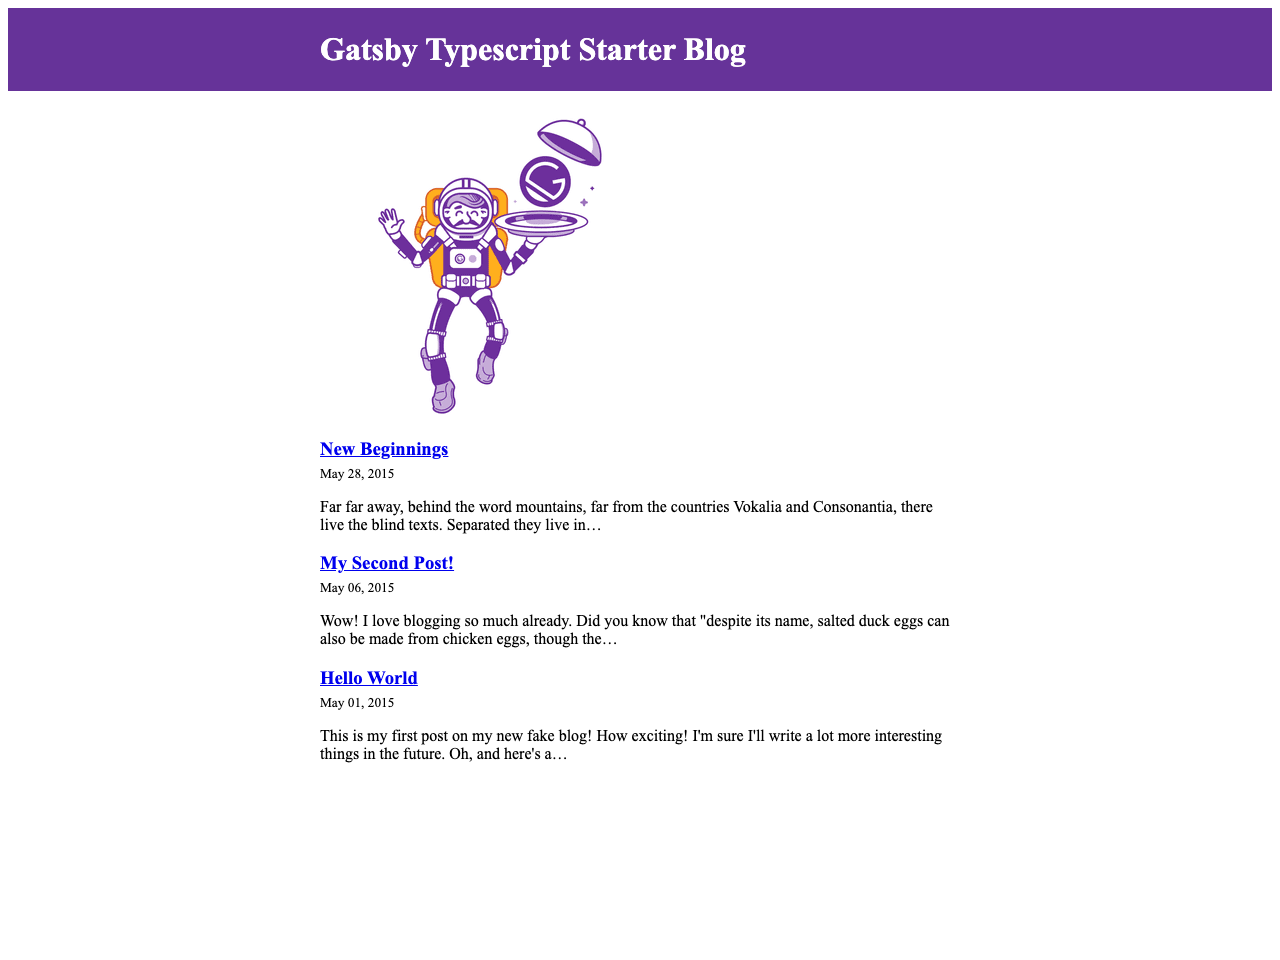 Gatsby Typescript Starter Blog
New Beginnings
May 28, 2015
Far far away, behind the word mountains, far from the countries Vokalia and Consonantia, there
live the blind texts. Separated they live in…
My Second Post!
May 06, 2015
Wow! I love blogging so much already. Did you know that "despite its name, salted duck eggs can
also be made from chicken eggs, though the…
Hello World
May 01, 2015
This is my first post on my new fake blog! How exciting! I'm sure I'll write a lot more interesting
things in the future. Oh, and here's a…